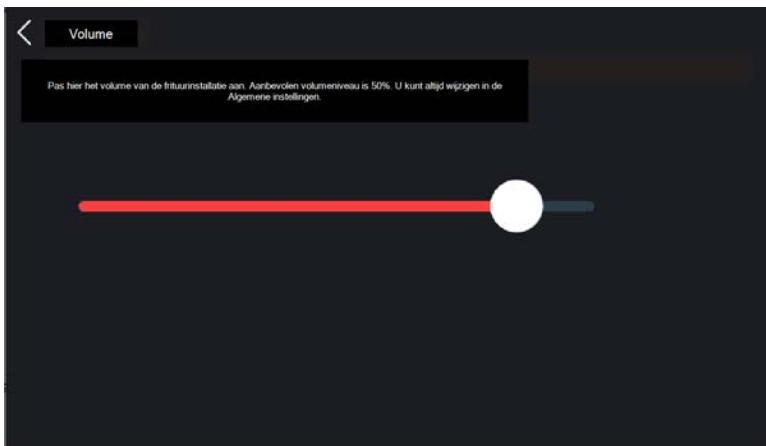 Volume
Pas hier het volume van de frituurinstallatie aan. Aanbevolen volumeniveau is 50%. U kunt altijd wijzigen in de
Algemene instellingen.